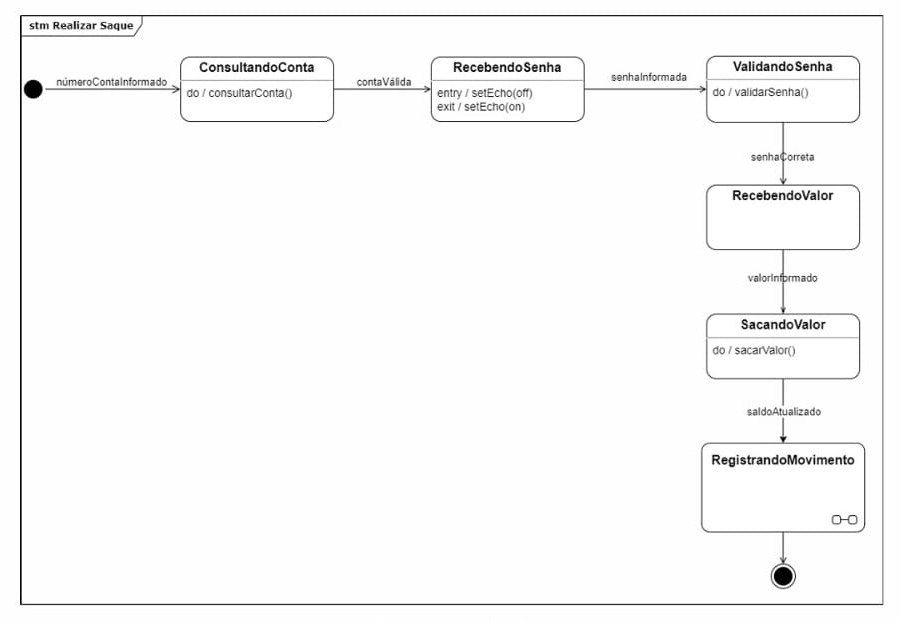 stm Realizar Saque
númeroContaInformado
ConsultandoConta
do / consultarConta()
contaVálida
RecebendoSenha
entry / setEcho(off)
exit / setEcho(on)
senhaInformada
ValidandoSenha
do / validarSenha()
senhaCorreta
RecebendoValor
valorInformado
SacandoValor
do / sacarValor()
saldoAtualizado
RegistrandoMovimento